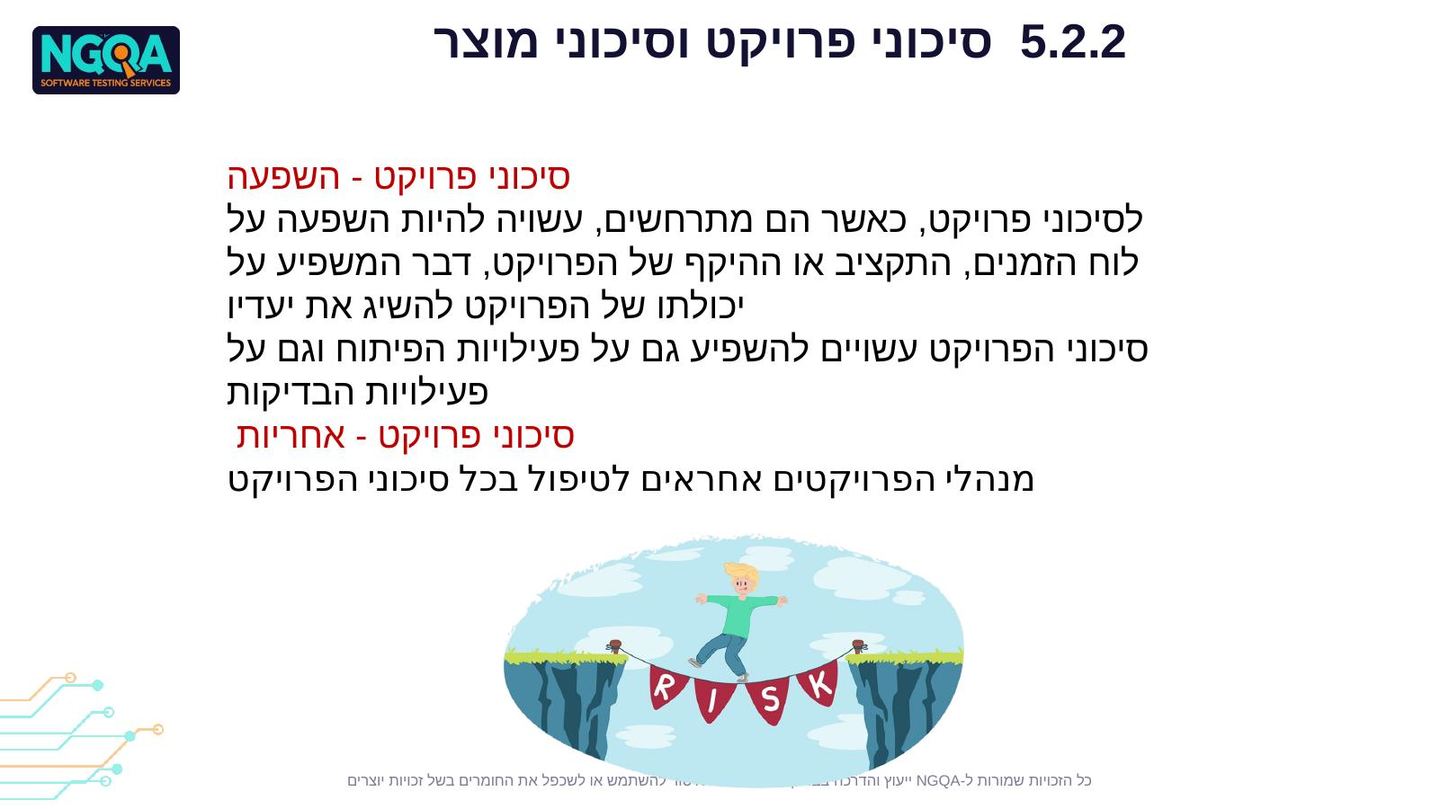 NGQA
SOFTWARE TESTING SERVICES
5.2.2 סיכוני פרויקט וסיכוני מוצר
סיכוני פרויקט - השפעה
לסיכוני פרויקט, כאשר הם מתרחשים, עשויה להיות השפעה על
לוח הזמנים, התקציב או ההיקף של הפרויקט, דבר המשפיע על
יכולתו של הפרויקט להשיג את יעדיו
סיכוני הפרויקט עשויים להשפיע גם על פעילויות הפיתוח וגם על
פעילויות הבדיקות
סיכוני פרויקט - אחריות
מנהלי הפרויקטים אחראים לטיפול בכל סיכוני הפרויקט
RISK
כל הזכויות שמורות ל-NGQA ייעוץ והדרכה להשתמש או לשכפל את החומרים בשל זכויות יוצרים